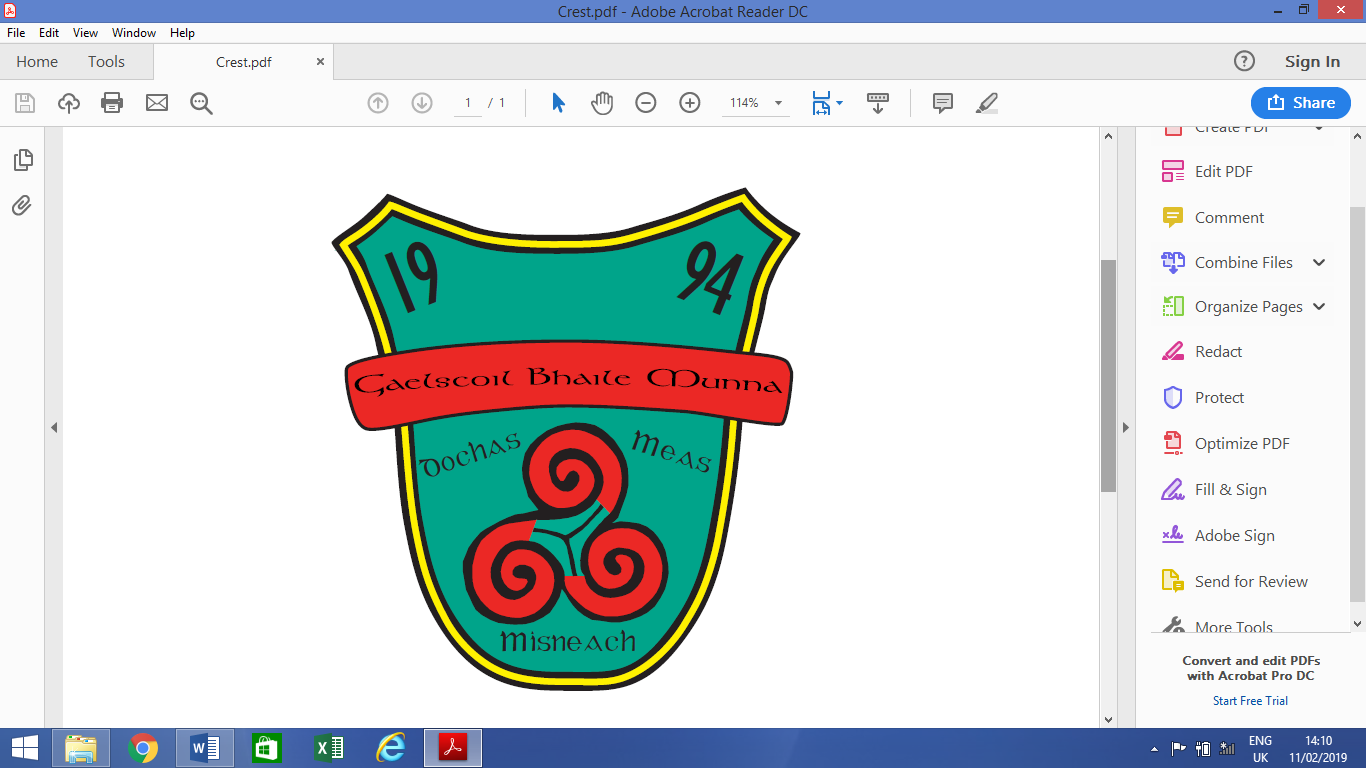 Crest.pdf - Adobe Acrobat Reader DC
File Edit View Window Help
Home Tools Crest.pdf × Sign In
1 / 1 114% Share
Create PDF
Edit PDF
Comment
Combine Files
Organize Pages
Redact
Protect
Optimize PDF
Fill & Sign
Adobe Sign
Send for Review
More Tools
Convert and edit PDFs
with Acrobat Pro DC
Start Free Trial
19 94
Gaelscoil Bhaile Munna
Dochas Meas
Misneach
ENG 14:10
UK 11/02/2019